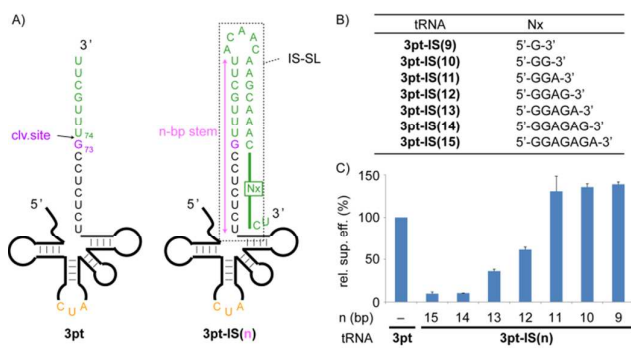 A)
3'
U
U
C
G
U
U
U 74
clv.site
G 73
C
C
U
C
U
C
U
5'
C U A
3pt
A C A A C
IS-SL
n-bp stem
U
U
C
G
U
U
U
G
C
C
U
C
U
C
U
A
A
G
C
A
A
A
C
Nx
CU
3'
5'
C U A
3pt-IS(n)
B)
tRNA Nx
3pt-IS(9) 5'-G-3'
3pt-IS(10) 5'-GG-3'
3pt-IS(11) 5'-GGA-3'
3pt-IS(12) 5'-GGAG-3'
3pt-IS(13) 5'-GGAGA-3'
3pt-IS(14) 5'-GGAGAG-3'
3pt-IS(15) 5'-GGAGAGA-3'
C)
rel. sup. eff. (%)
150
100
50
0
n (bp) – 15 14 13 12 11 10 9
tRNA 3pt 3pt-IS(n)